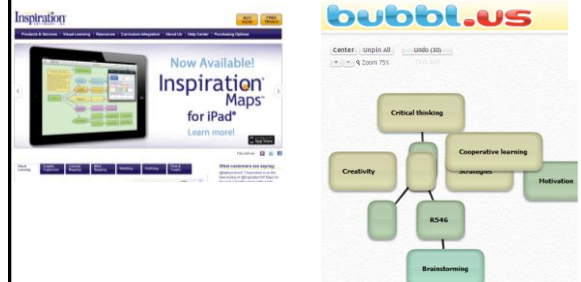 Inspiration
BUY NOW
FREE TRIALS
Products & Services | Visual Learning | Resources | Curriculum Integration | About Us | Help Center | Purchasing Options
Now Available!
Inspiration
Maps™
for iPad®
Learn more!
App Store
What customers are saying:
bubbl.us
Center Unpin All Undo (30)
+ - Zoom 75%
Critical thinking
Cooperative learning
Creativity
Strategies
Motivation
R546
Brainstorming